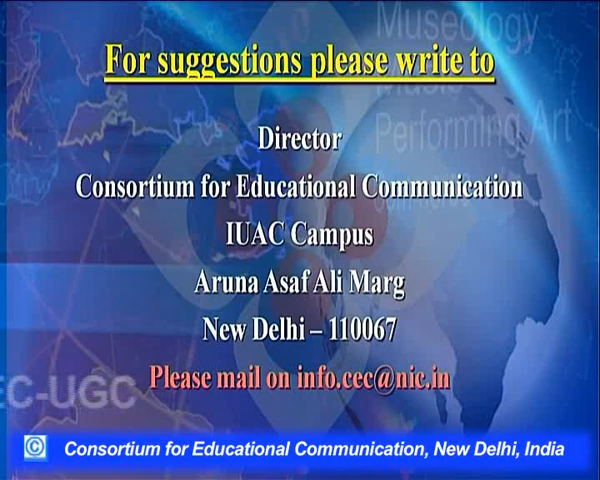 Museology
For suggestions please write to
Music
Performing Art
Director
Consortium for Educational Communication
IUAC Campus
Aruna Asaf Ali Marg
New Delhi – 110067
Please mail on info.cec@nic.in
EC-UGC
© Consortium for Educational Communication, New Delhi, India